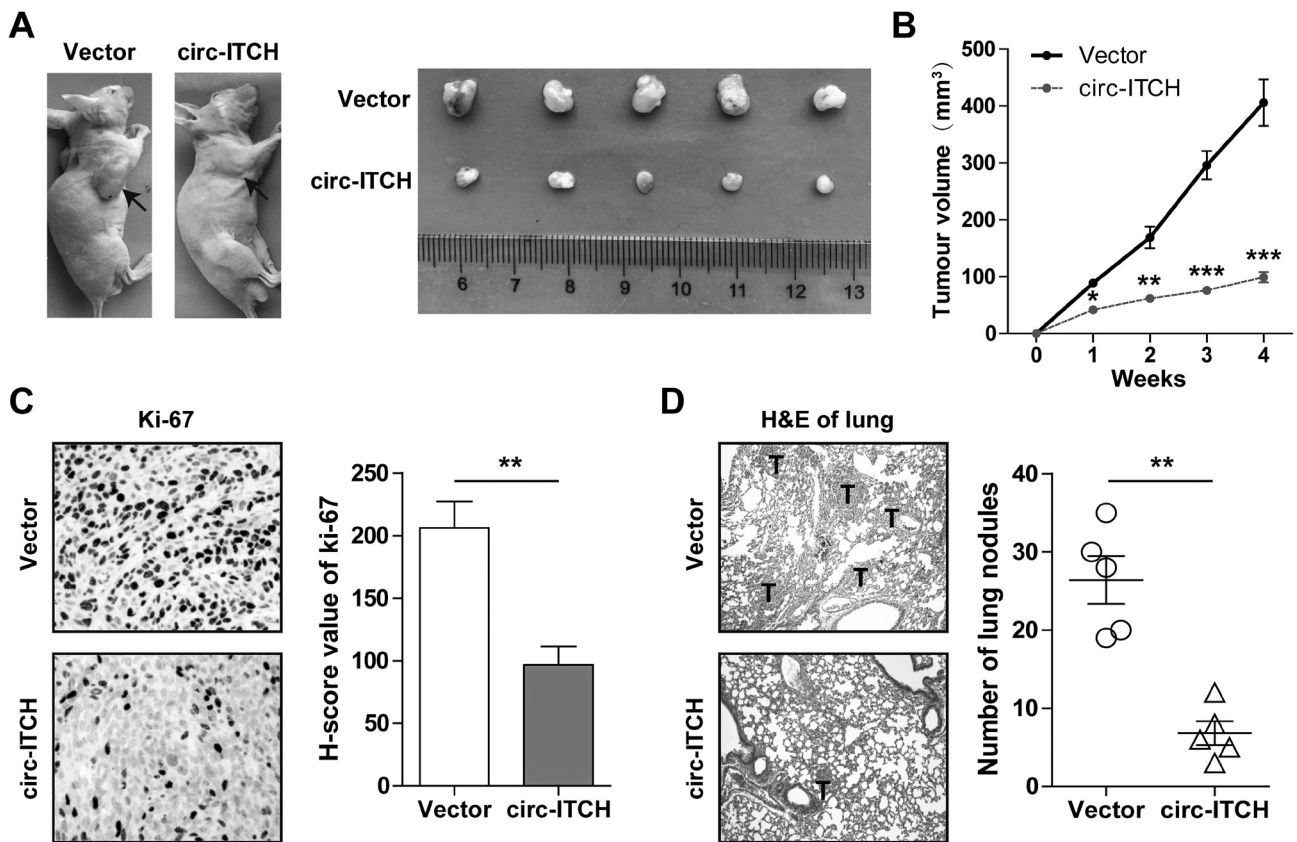 A
Vector
circ-ITCH
Vector
circ-ITCH
6 7 8 9 10 11 12 13
B
Vector
circ-ITCH
Tumour volume (mm³)
500
400
300
200
100
0
* ** *** ***
0 1 2 3 4
Weeks
C
Ki-67
Vector
circ-ITCH
H-score value of ki-67
250
200
150
100
50
0
**
Vector circ-ITCH
D
H&E of lung
Vector
T
T
T
T
T
circ-ITCH
T
Number of lung nodules
40
30
20
10
0
**
Vector circ-ITCH